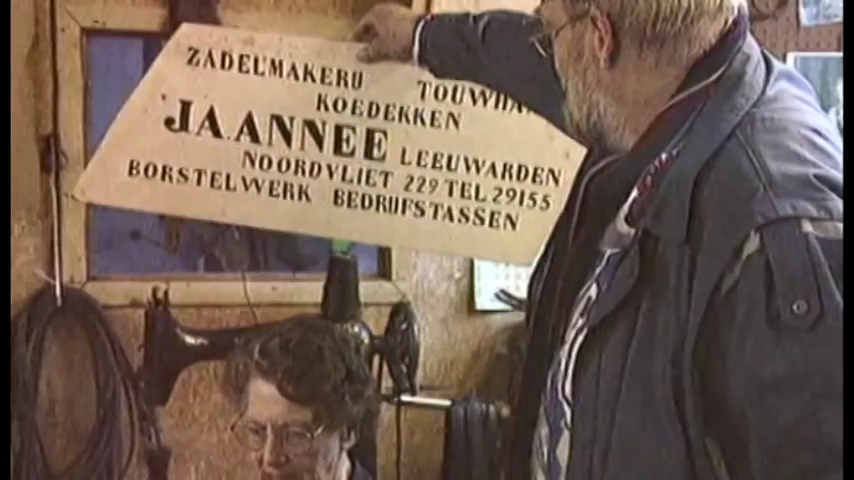 ZADELMAKERIJ TOUWHA
KOEDEKKEN
JAANNEE LEEUWARDEN
NOORDVLIET 229 TEL 29155
BORSTELWERK BEDRIJFSTASSEN